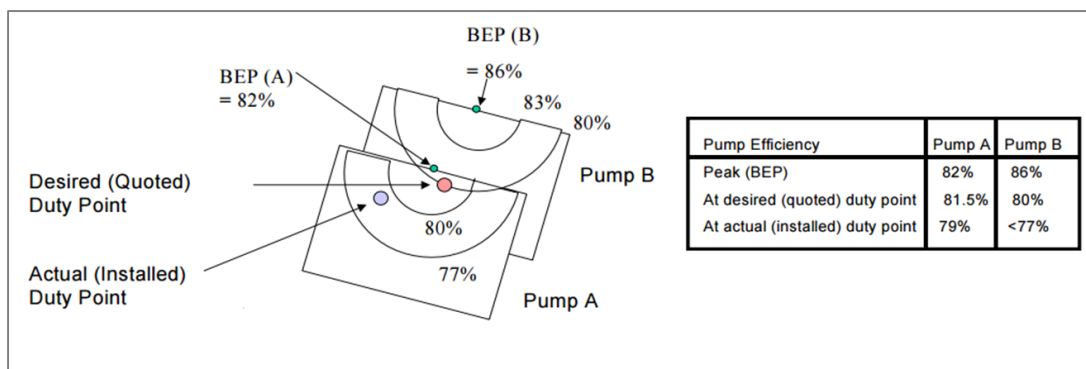 BEP (B)
= 86%
BEP (A)
= 82%
83%
80%
Pump B
Desired (Quoted)
Duty Point
80%
77%
Actual (Installed)
Duty Point
Pump A
Pump Efficiency Pump A Pump B
Peak (BEP) 82% 86%
At desired (quoted) duty point 81.5% 80%
At actual (installed) duty point 79% <77%